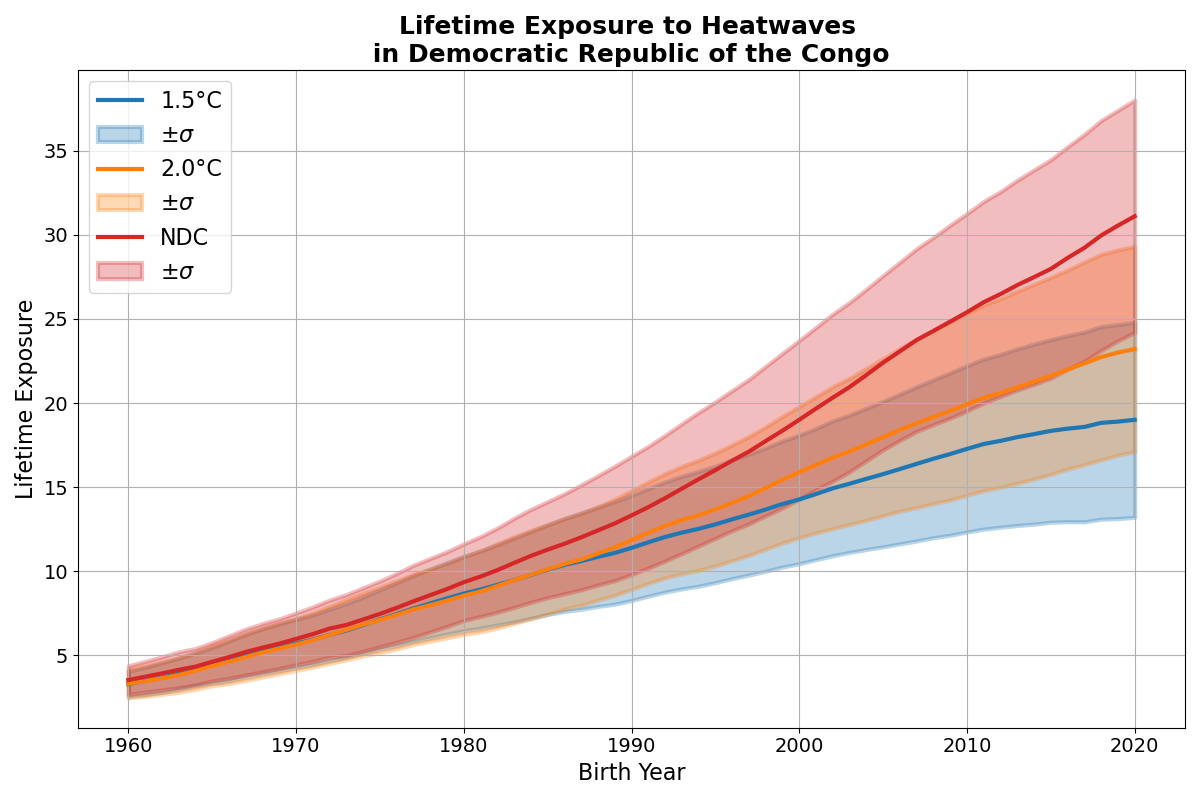 Lifetime Exposure to Heatwaves
in Democratic Republic of the Congo
1.5°C
±σ
2.0°C
±σ
NDC
±σ
Lifetime Exposure
35
30
25
20
15
10
5
1960 1970 1980 1990 2000 2010 2020
Birth Year